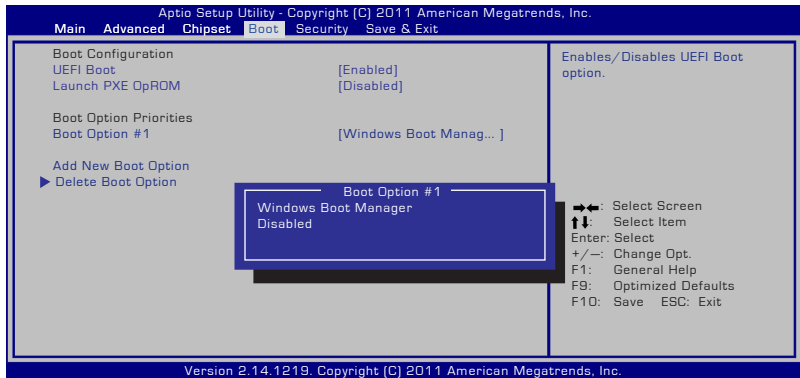 Aptio Setup Utility - Copyright (C) 2011 American Megatrends, Inc.
Main Advanced Chipset Boot Security Save & Exit
Boot Configuration
UEFI Boot [Enabled]
Launch PXE OpROM [Disabled]
Boot Option Priorities
Boot Option #1 [Windows Boot Manag... ]
Add New Boot Option
Delete Boot Option
Boot Option #1
Windows Boot Manager
Disabled
Enables/Disables UEFI Boot
option.
→←: Select Screen
↑↓: Select Item
Enter: Select
+/—: Change Opt.
F1: General Help
F9: Optimized Defaults
F10: Save ESC: Exit
Version 2.14.1219. Copyright (C) 2011 American Megatrends, Inc.